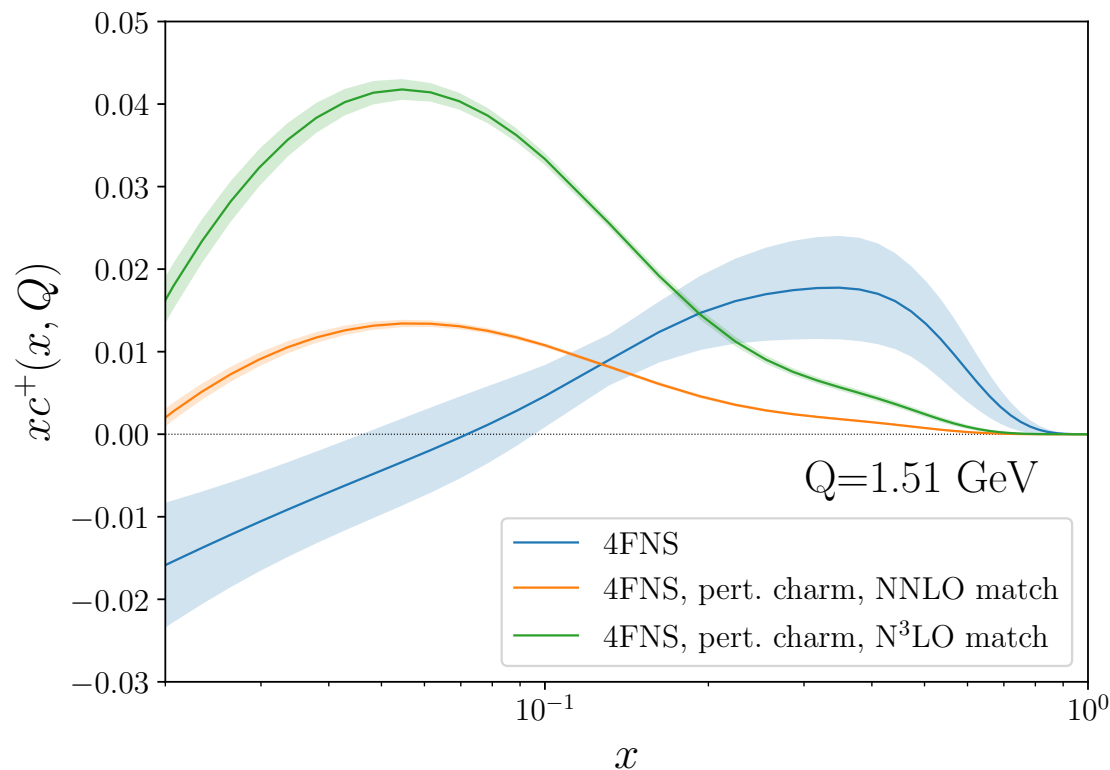 0.05
0.04
0.03
0.02
0.01
0.00
−0.01
−0.02
−0.03
xc⁺(x, Q)
Q=1.51 GeV
4FNS
4FNS, pert. charm, NNLO match
4FNS, pert. charm, N³LO match
10⁻¹
10⁰
x